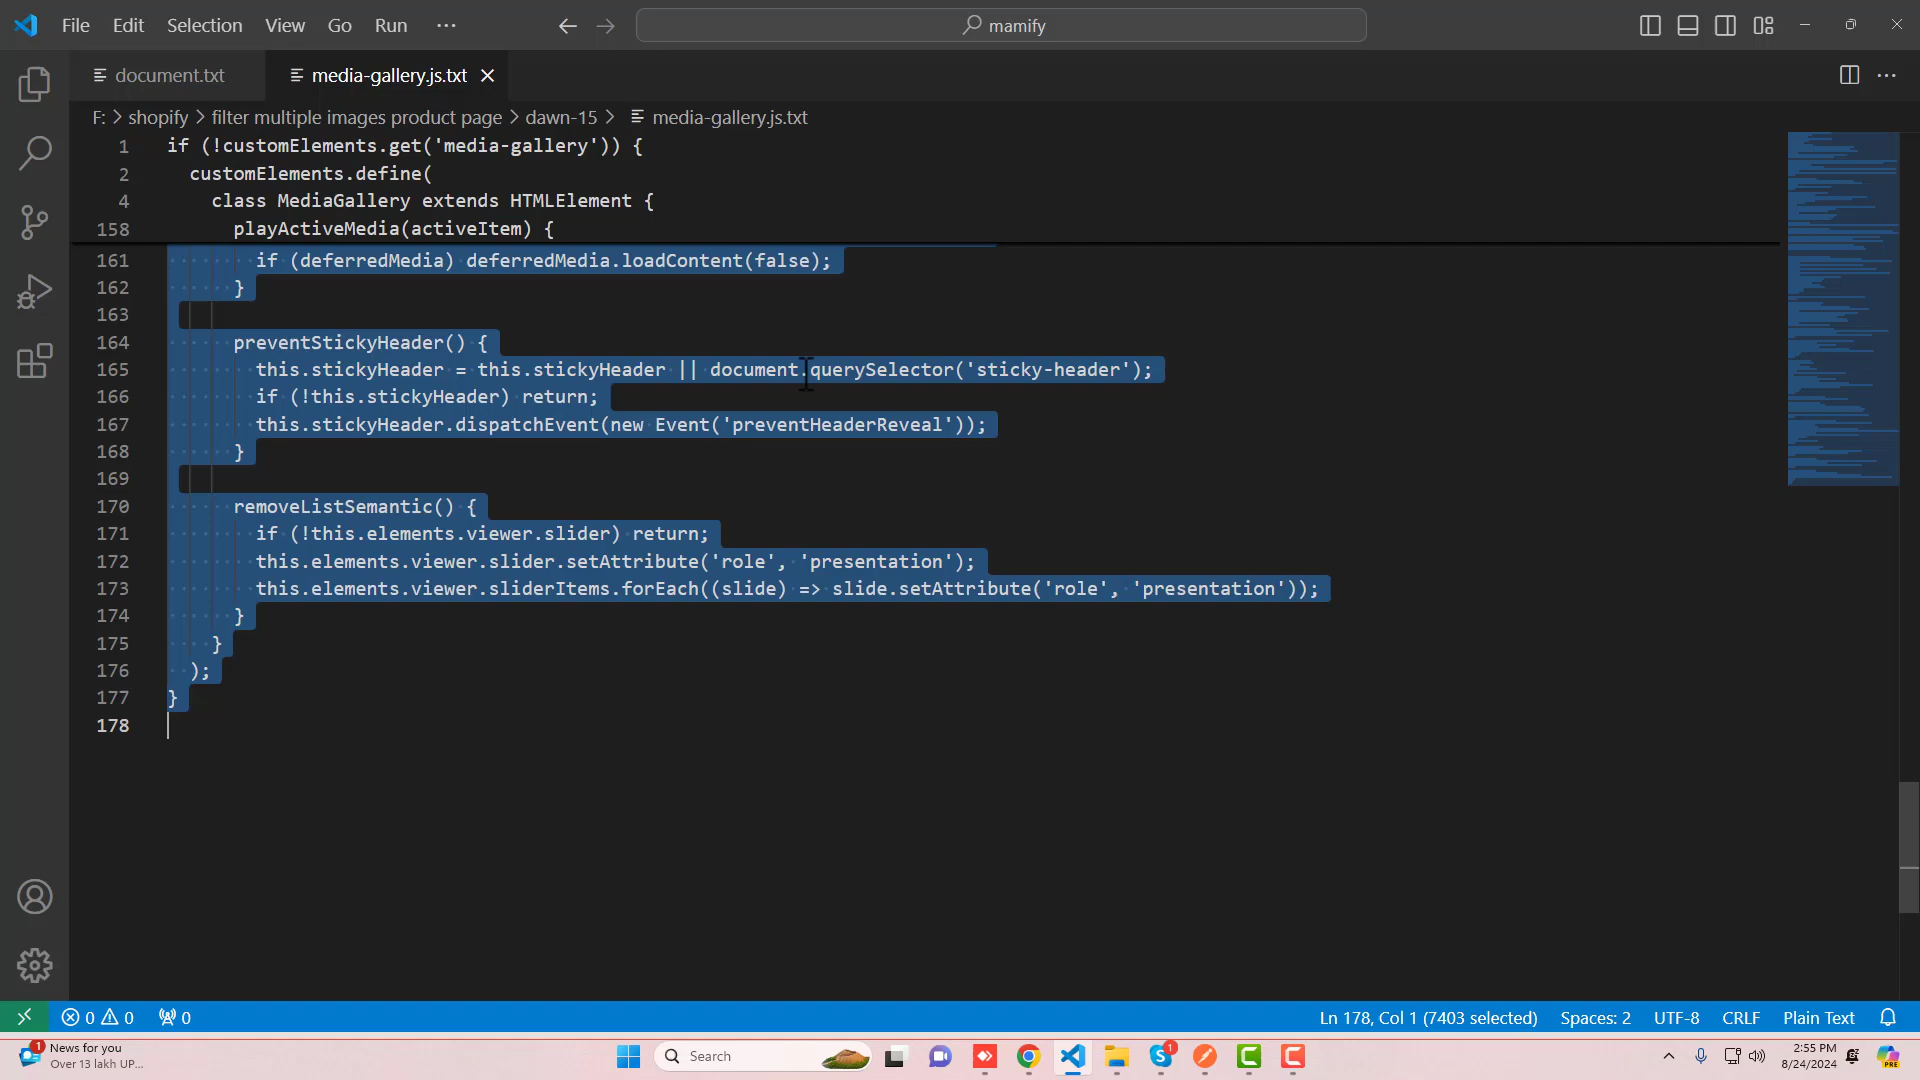 File Edit Selection View Go Run ···
mamify
document.txt
media-gallery.js.txt
F: > shopify > filter multiple images product page > dawn-15 > media-gallery.js.txt
1 if (!customElements.get('media-gallery')) {
2 customElements.define(
4 class MediaGallery extends HTMLElement {
158 playActiveMedia(activeItem) {
161 if (deferredMedia) deferredMedia.loadContent(false);
162 }
163
164 preventStickyHeader() {
165 this.stickyHeader = this.stickyHeader || document.querySelector('sticky-header');
166 if (!this.stickyHeader) return;
167 this.stickyHeader.dispatchEvent(new Event('preventHeaderReveal'));
168 }
169
170 removeListSemantic() {
171 if (!this.elements.viewer.slider) return;
172 this.elements.viewer.slider.setAttribute('role', 'presentation');
173 this.elements.viewer.sliderItems.forEach((slide) => slide.setAttribute('role', 'presentation'));
174 }
175 }
176 );
177 }
178
0 0 0
Ln 178, Col 1 (7403 selected) Spaces: 2 UTF-8 CRLF Plain Text
1 News for you
Over 13 lakh UP...
Search
1
PRE
2:55 PM
8/24/2024